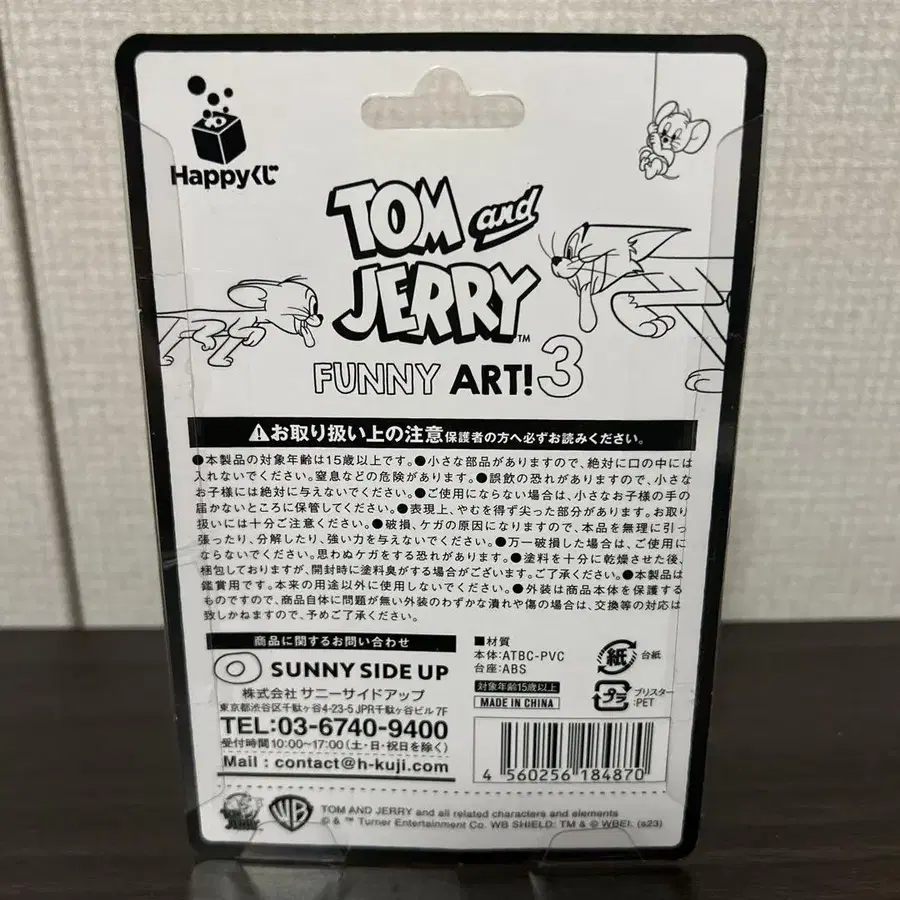 Happyくじ
TOM and
JERRY™
FUNNY ART! 3
⚠お取り扱い上の注意 保護者の方へ必ずお読みください。
●本製品の対象年齢は15歳以上です。●小さな部品がありますので、絶対に口の中には
入れないでください。窒息などの危険があります。●誤飲の恐れがありますので、小さな
お子様には絶対に与えないでください。●ご使用にならない場合は、小さなお子様の手の
届かないところに保管してください。●表現上、やむを得ず尖った部分があります。お取り
扱いには十分ご注意ください。●破損、ケガの原因になりますので、本品を無理に引っ
張ったり、分解したり、強い力を与えないでください。●万一破損した場合は、ご使用に
ならないでください。思わぬケガをする恐れがあります。●塗料を十分に乾燥させた後、
梱包しておりますが、開封時に塗料臭がする場合がございます。ご了承ください。●本製品は
鑑賞用です。本来の用途以外に使用しないでください。●外装は商品本体を保護する
ものですので、商品自体に問題が無い外装のわずかな潰れや傷の場合は、交換等の対応は
致しかねますので、予めご了承ください。
商品に関するお問い合わせ
SUNNY SIDE UP
株式会社 サニーサイドアップ
東京都渋谷区千駄ヶ谷4-23-5 JPR千駄ヶ谷ビル 7F
TEL:03-6740-9400
受付時間10:00~17:00(土・日・祝日を除く)
Mail : contact@h-kuji.com
■材質
本体:ATBC-PVC
台座:ABS
対象年齢15歳以上
MADE IN CHINA
紙 台紙
プラ ブリスター
:PET
4 560256 184870
TOM and JERRY
WB
TOM AND JERRY and all related characters and elements
© & ™ Turner Entertainment Co. WB SHIELD: TM & © WBEI. (s23)